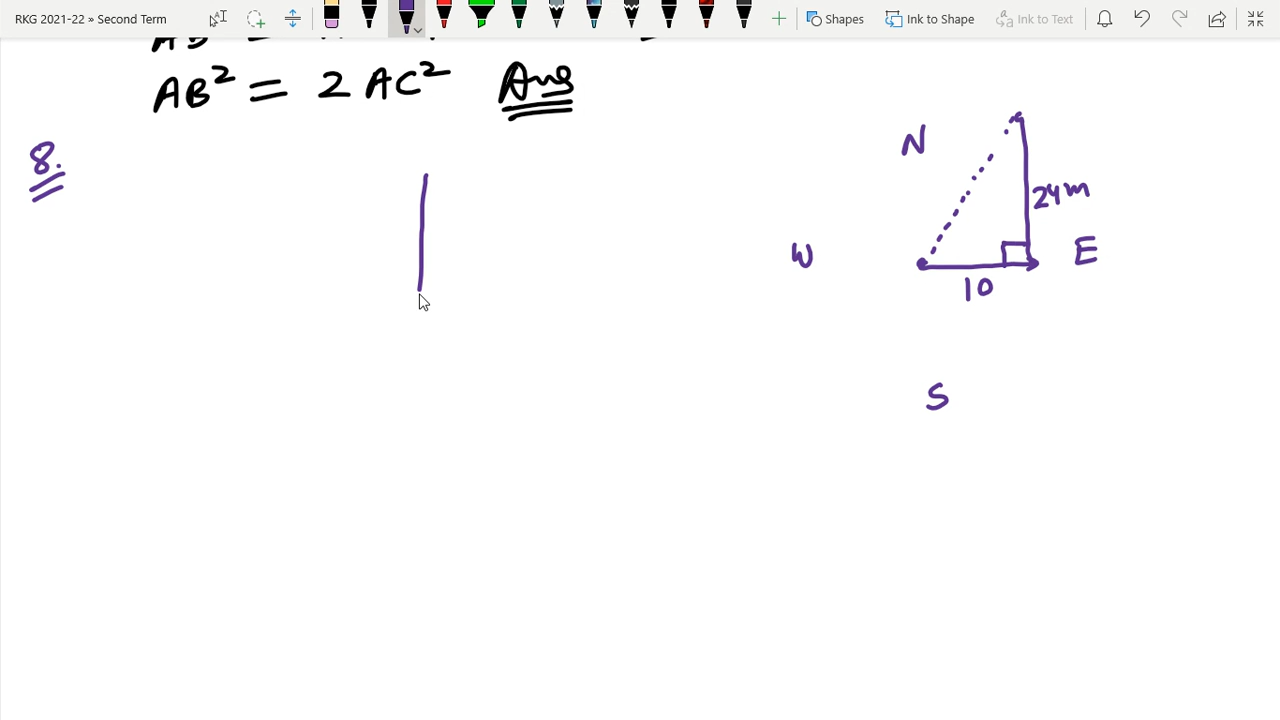 RKG 2021-22 » Second Term
Shapes
Ink to Shape
Ink to Text
AB² = 2 AC² Ans
8.
N
24m
W
E
10
S